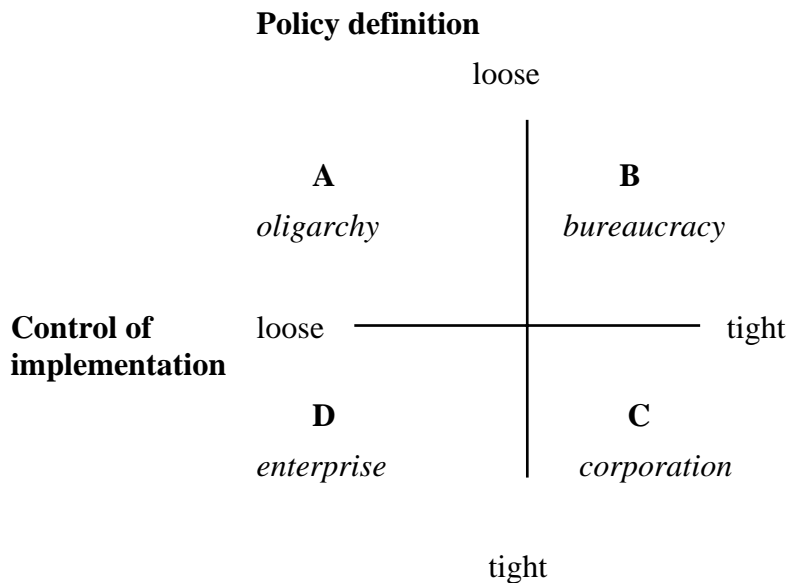 Policy definition
loose
A B
oligarchy bureaucracy
Control of
implementation
loose tight
D C
enterprise corporation
tight